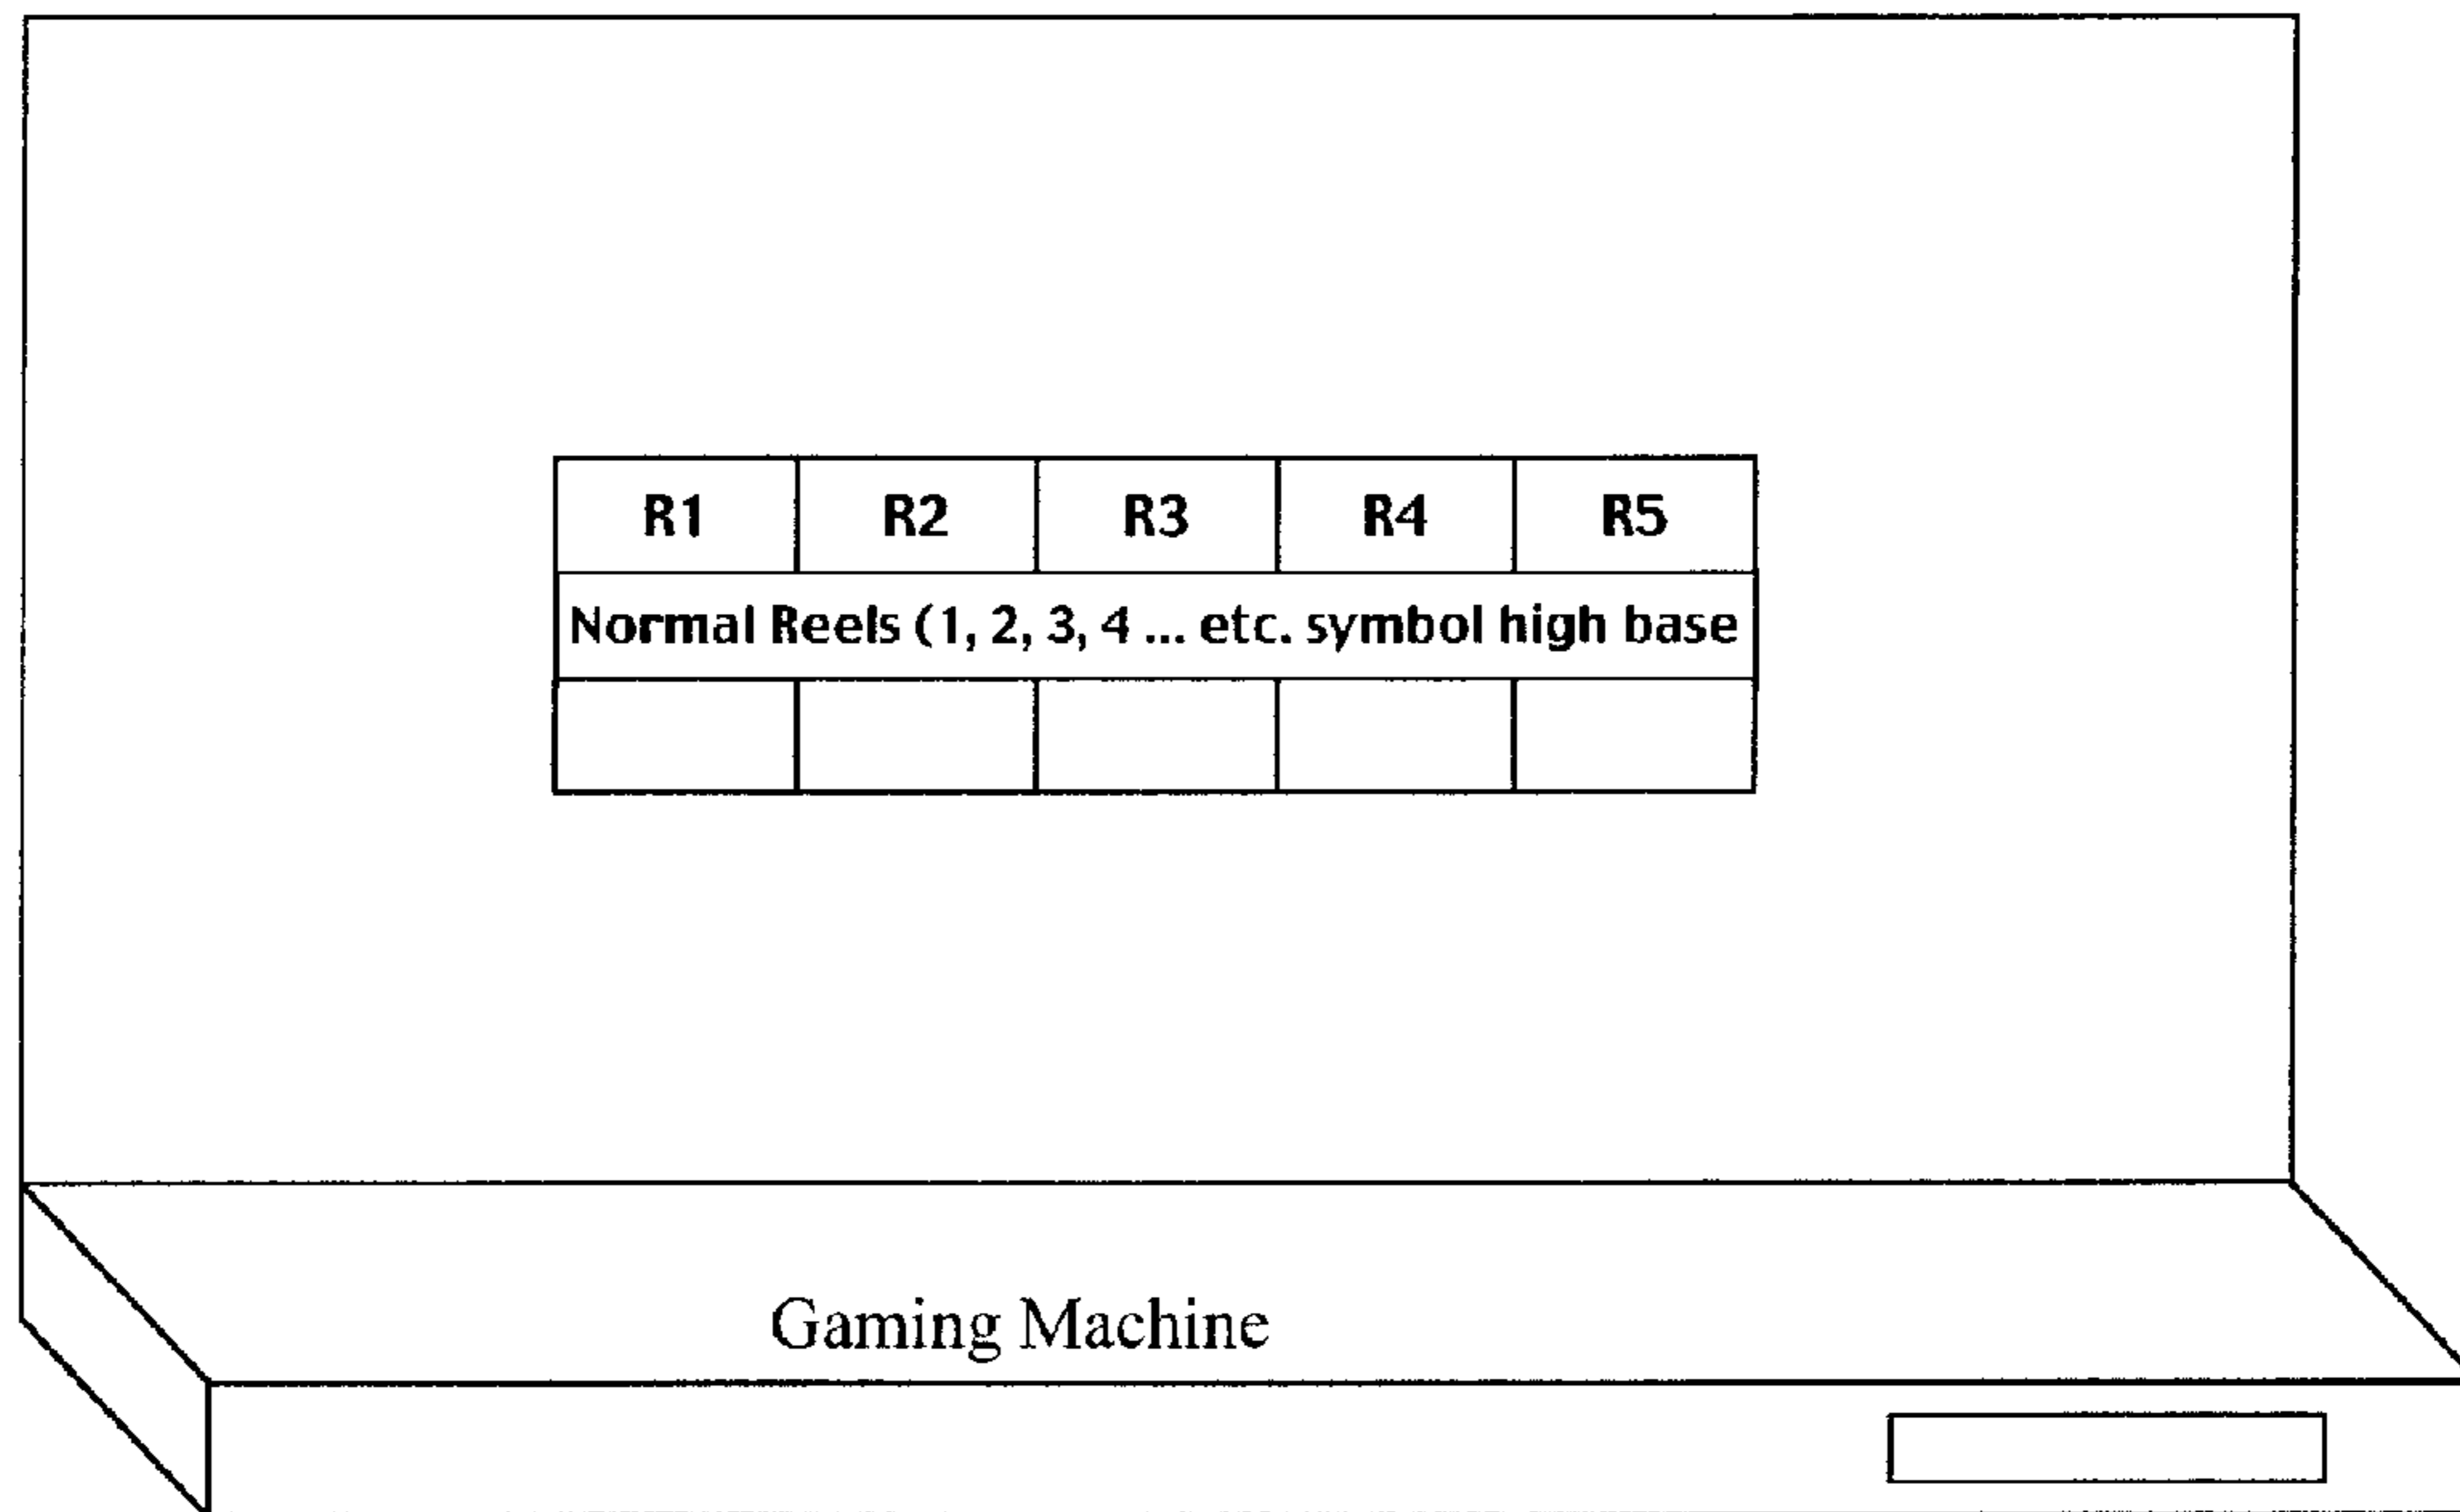 R1 R2 R3 R4 R5
Normal Reels (1, 2, 3, 4 ... etc. symbol high base
Gaming Machine